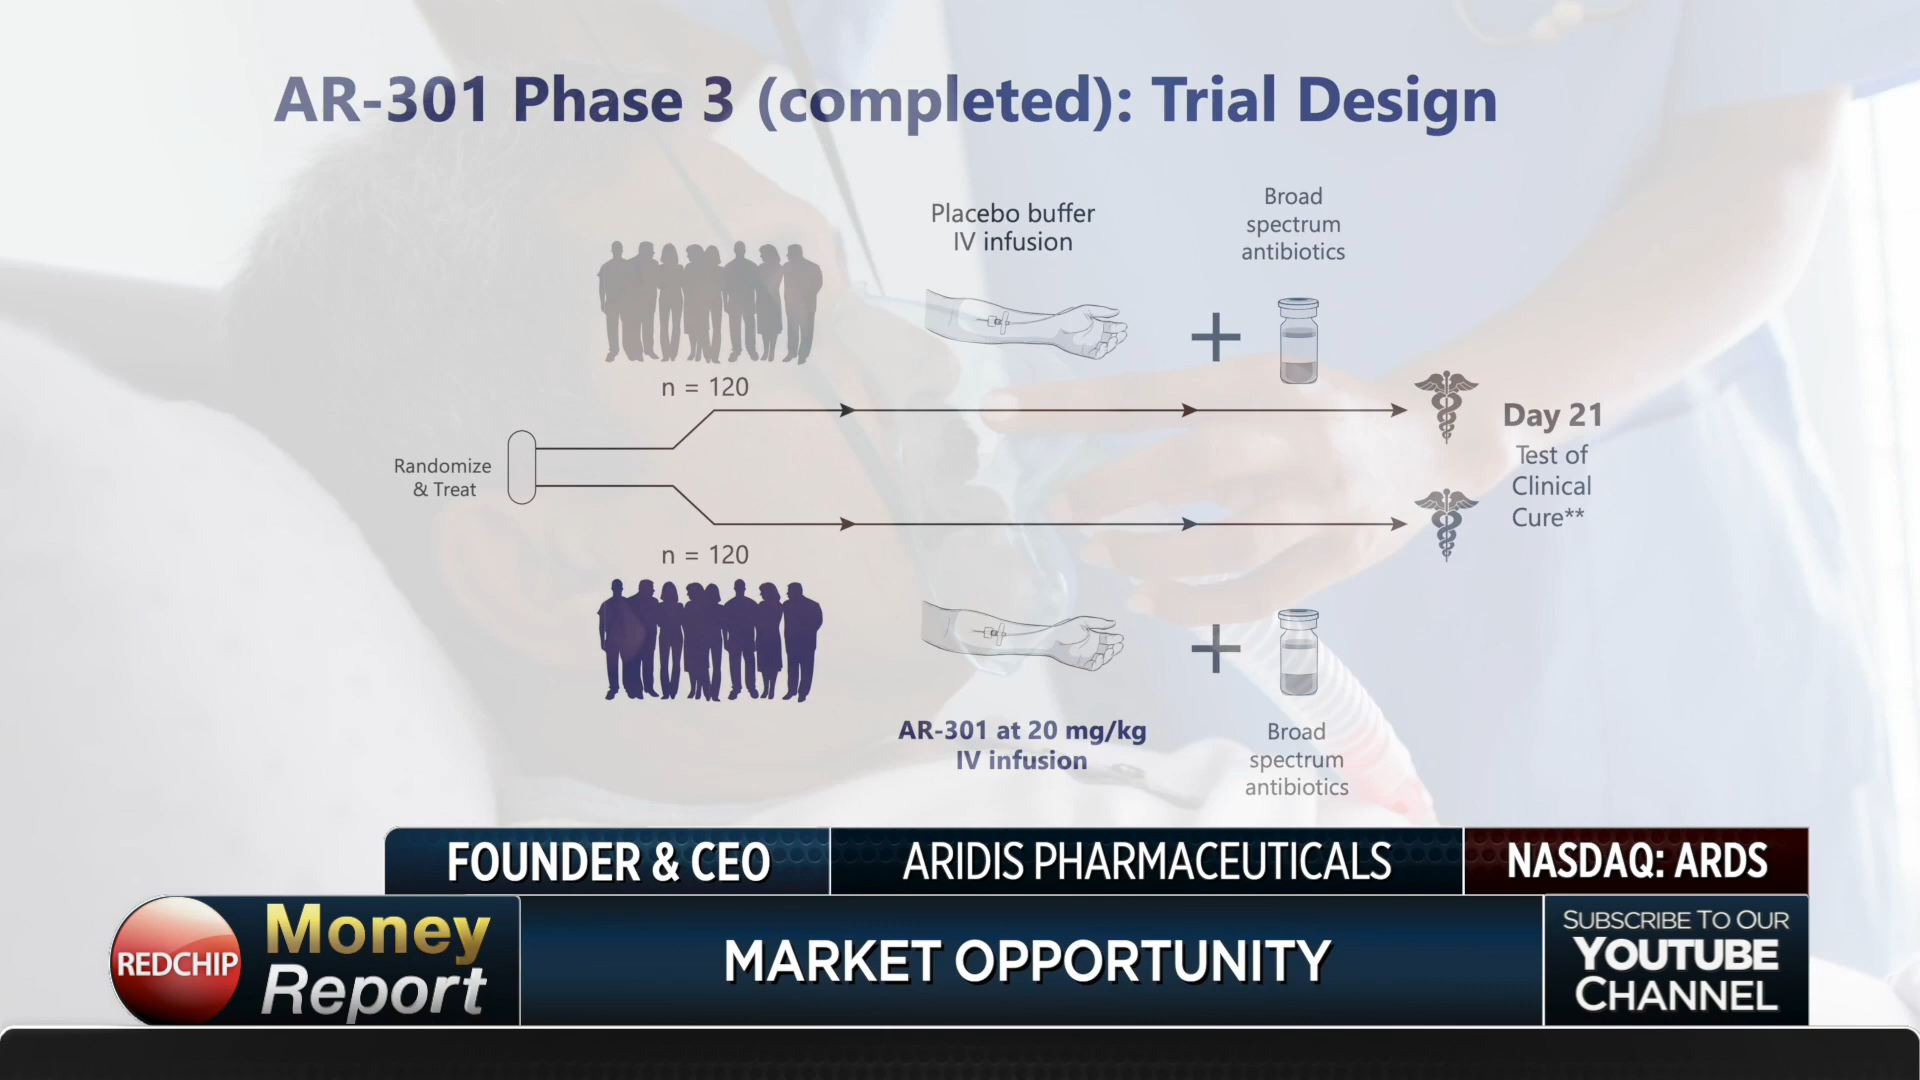 AR-301 Phase 3 (completed): Trial Design
Placebo buffer
IV infusion
Broad
spectrum
antibiotics
n = 120
Randomize
& Treat
Day 21
Test of
Clinical
Cure**
n = 120
AR-301 at 20 mg/kg
IV infusion
Broad
spectrum
antibiotics
FOUNDER & CEO
ARIDIS PHARMACEUTICALS
NASDAQ: ARDS
REDCHIP
Money
Report
MARKET OPPORTUNITY
SUBSCRIBE TO OUR
YOUTUBE
CHANNEL